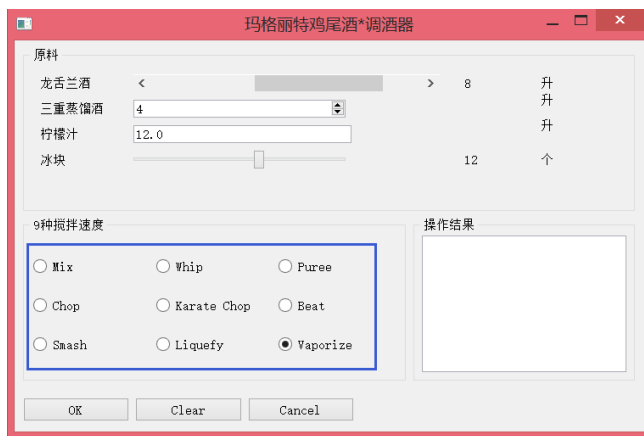 玛格丽特鸡尾酒*调酒器
原料
龙舌兰酒 8 升
三重蒸馏酒 4 升
柠檬汁 12.0 升
冰块 12 个
9种搅拌速度
Mix Whip Puree
Chop Karate Chop Beat
Smash Liquefy Vaporize
操作结果
OK Clear Cancel